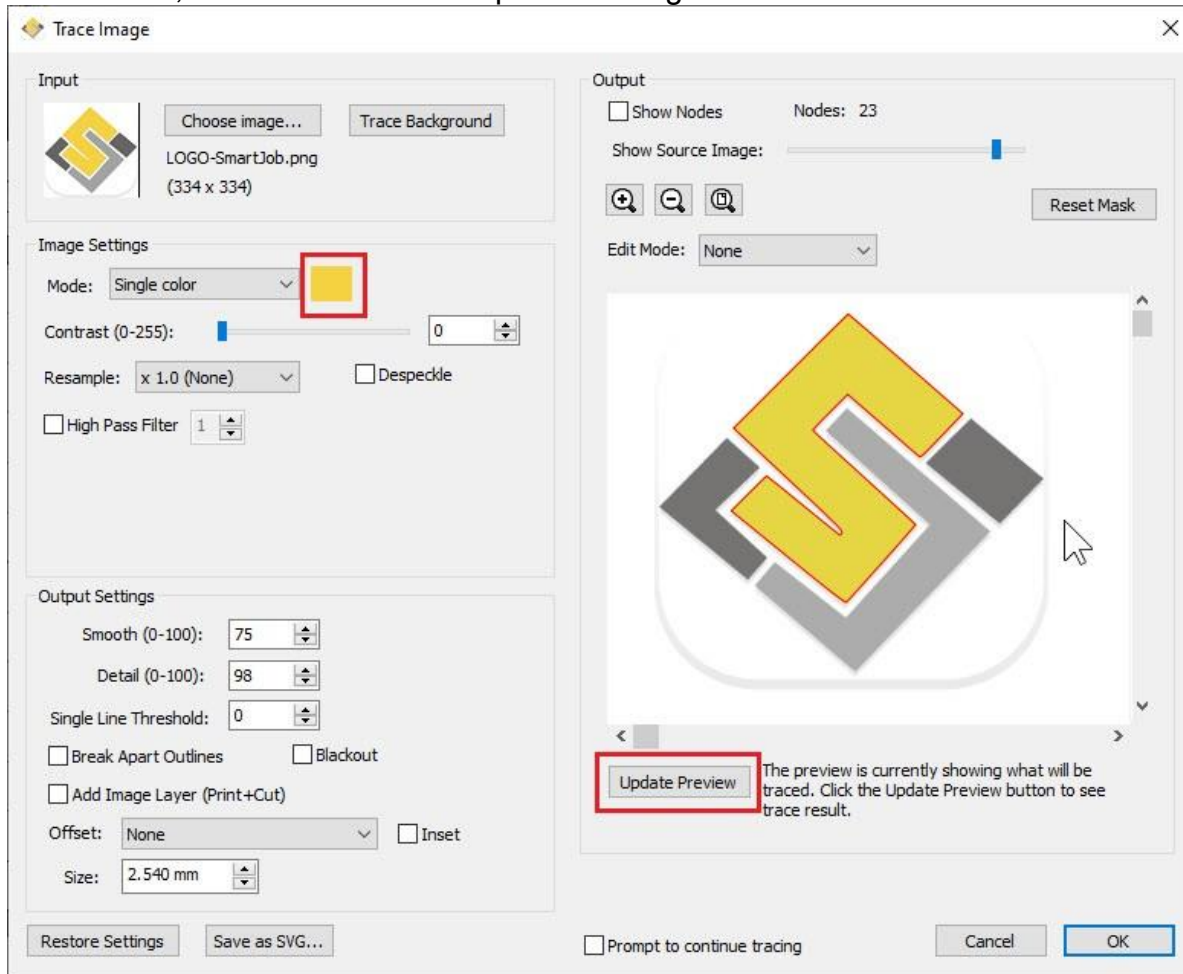 Trace Image
Input
Choose image...
Trace Background
LOGO-SmartJob.png
(334 x 334)
Image Settings
Mode: Single color
Contrast (0-255): 0
Resample: x 1.0 (None) Despeckle
High Pass Filter 1
Output Settings
Smooth (0-100): 75
Detail (0-100): 98
Single Line Threshold: 0
Break Apart Outlines Blackout
Add Image Layer (Print+Cut)
Offset: None Inset
Size: 2.540 mm
Restore Settings Save as SVG...
Output
Show Nodes Nodes: 23
Show Source Image:
Reset Mask
Edit Mode: None
Update Preview
The preview is currently showing what will be
traced. Click the Update Preview button to see
trace result.
Prompt to continue tracing Cancel OK